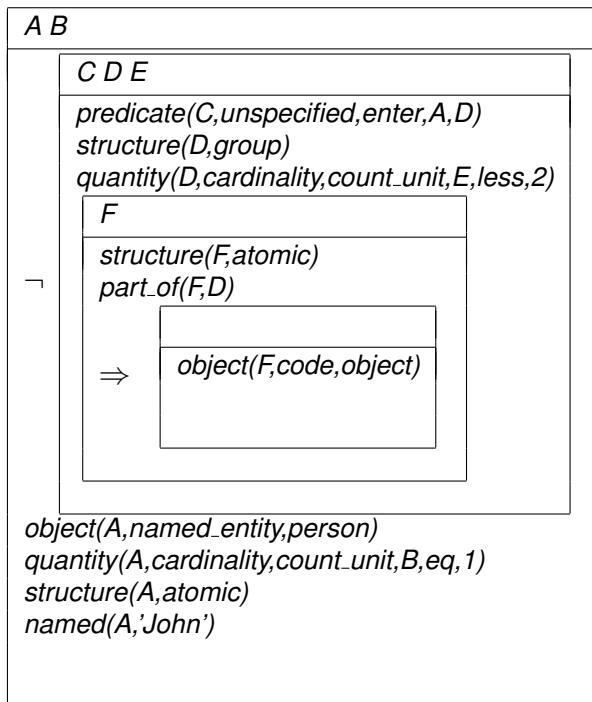 A B
C D E
predicate(C,unspecified,enter,A,D)
structure(D,group)
quantity(D,cardinality,count_unit,E,less,2)
F
structure(F,atomic)
part_of(F,D)
¬
⇒ object(F,code,object)
object(A,named_entity,person)
quantity(A,cardinality,count_unit,B,eq,1)
structure(A,atomic)
named(A,'John')